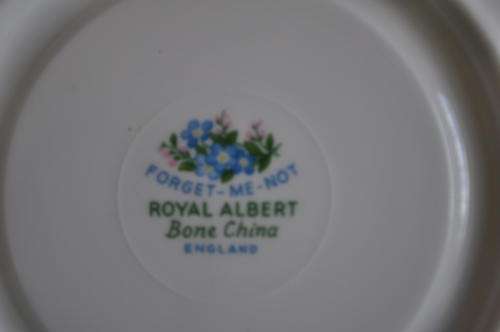 FORGET-ME-NOT
ROYAL ALBERT
Bone China
ENGLAND